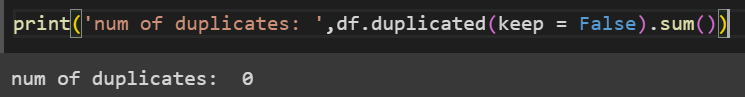 print('num of duplicates: ',df.duplicated(keep = False).sum())
num of duplicates:  0